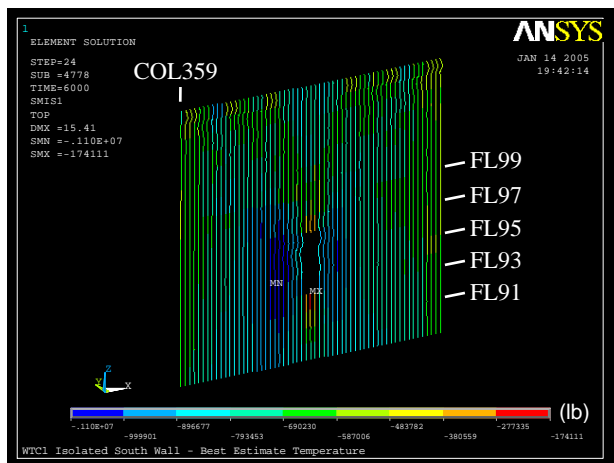 1
ANSYS
ELEMENT SOLUTION
JAN 14 2005
19:42:14
STEP=24
SUB =4778
TIME=6000
SMIS1
TOP
DMX =15.41
SMN =-.110E+07
SMX =-174111
COL359
FL99
FL97
FL95
FL93
FL91
MN
MX
Z
Y
X
(lb)
-.110E+07 -896677 -690230 -483782 -277335
-999901 -793453 -587006 -380559 -174111
WTC1 Isolated South Wall - Best Estimate Temperature